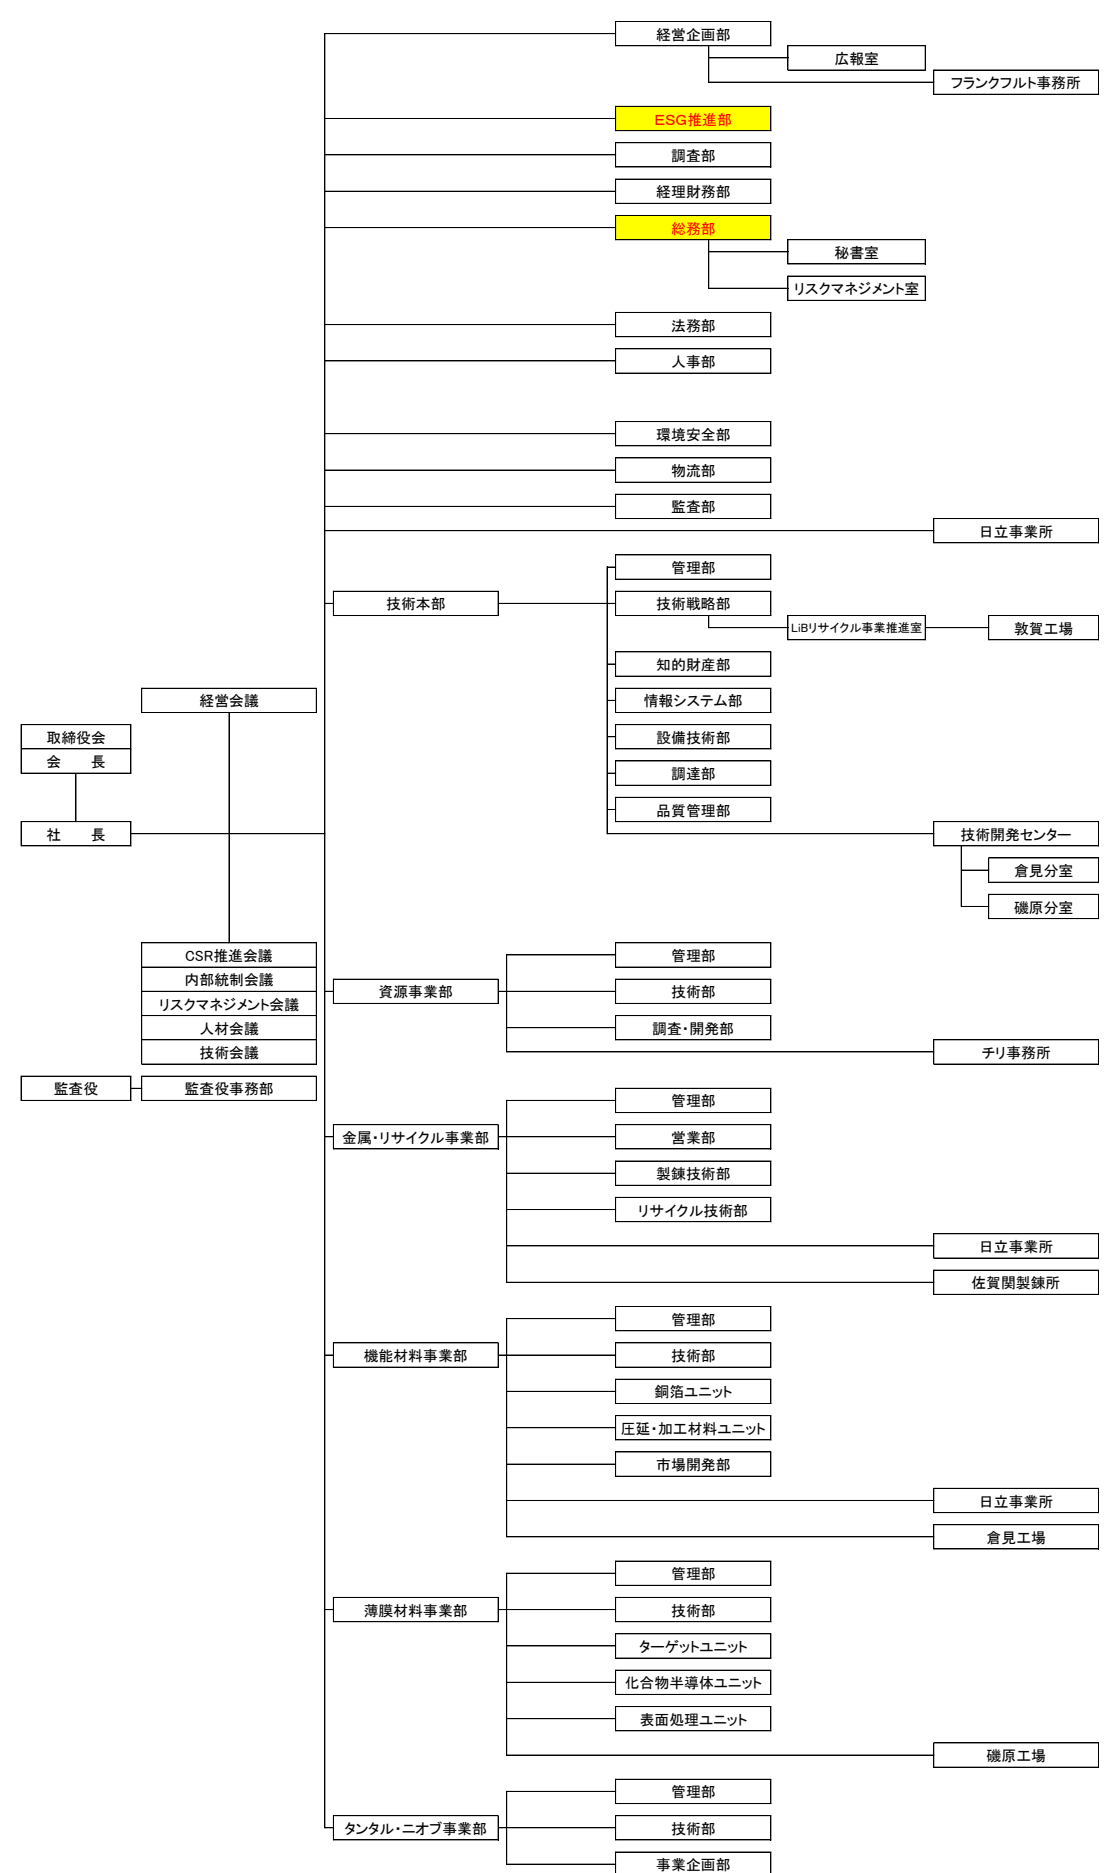 経営企画部
広報室
フランクフルト事務所
ESG推進部
調査部
経理財務部
総務部
秘書室
リスクマネジメント室
法務部
人事部
環境安全部
物流部
監査部
日立事業所
管理部
技術本部
技術戦略部
LiBリサイクル事業推進室
敦賀工場
知的財産部
経営会議
情報システム部
取締役会
設備技術部
会　　長
調達部
品質管理部
社　　長
技術開発センター
倉見分室
磯原分室
CSR推進会議
内部統制会議
リスクマネジメント会議
人材会議
技術会議
監査役
監査役事務部
管理部
資源事業部
技術部
調査・開発部
チリ事務所
管理部
金属・リサイクル事業部
営業部
製錬技術部
リサイクル技術部
日立事業所
佐賀関製錬所
管理部
機能材料事業部
技術部
銅箔ユニット
圧延・加工材料ユニット
市場開発部
日立事業所
倉見工場
管理部
薄膜材料事業部
技術部
ターゲットユニット
化合物半導体ユニット
表面処理ユニット
磯原工場
管理部
タンタル・ニオブ事業部
技術部
事業企画部